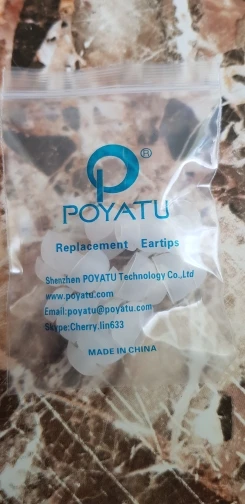 ®
POYATU
Replacement Eartips
Shenzhen POYATU Technology Co.,Ltd
www.poyatu.com
Email:poyatu@poyatu.com
Skype:Cherry.lin633
MADE IN CHINA